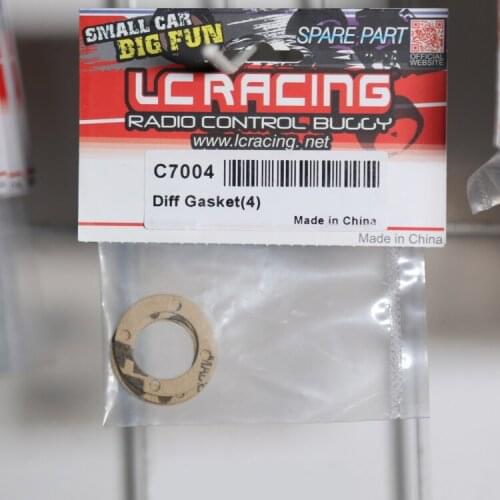 SMALL CAR
BIG FUN
SPARE PART
OFFICIAL
WEBSITE
LC RACING
RADIO CONTROL BUGGY
www.lcracing.net
C7004
Diff Gasket(4)
Made in China
Made in China